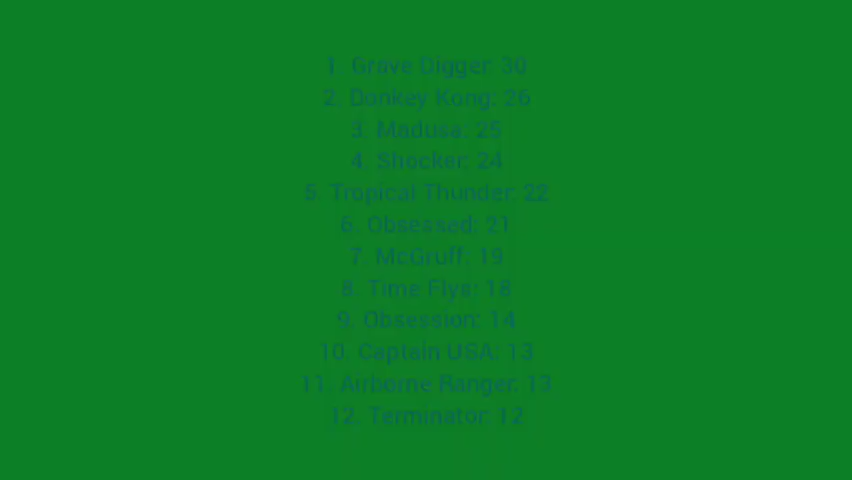 1. Grave Digger: 30
2. Donkey Kong: 26
3. Madusa: 25
4. Shocker: 24
5. Tropical Thunder: 22
6. Obsessed: 21
7. McGruff: 19
8. Time Flys: 18
9. Obsession: 14
10. Captain USA: 13
11. Airborne Ranger: 13
12. Terminator: 12